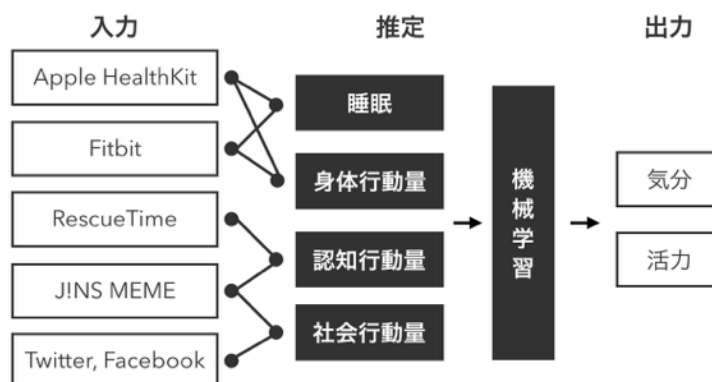 入力
推定
出力
Apple HealthKit
Fitbit
RescueTime
J!NS MEME
Twitter, Facebook
睡眠
身体行動量
認知行動量
社会行動量
機械学習
気分
活力